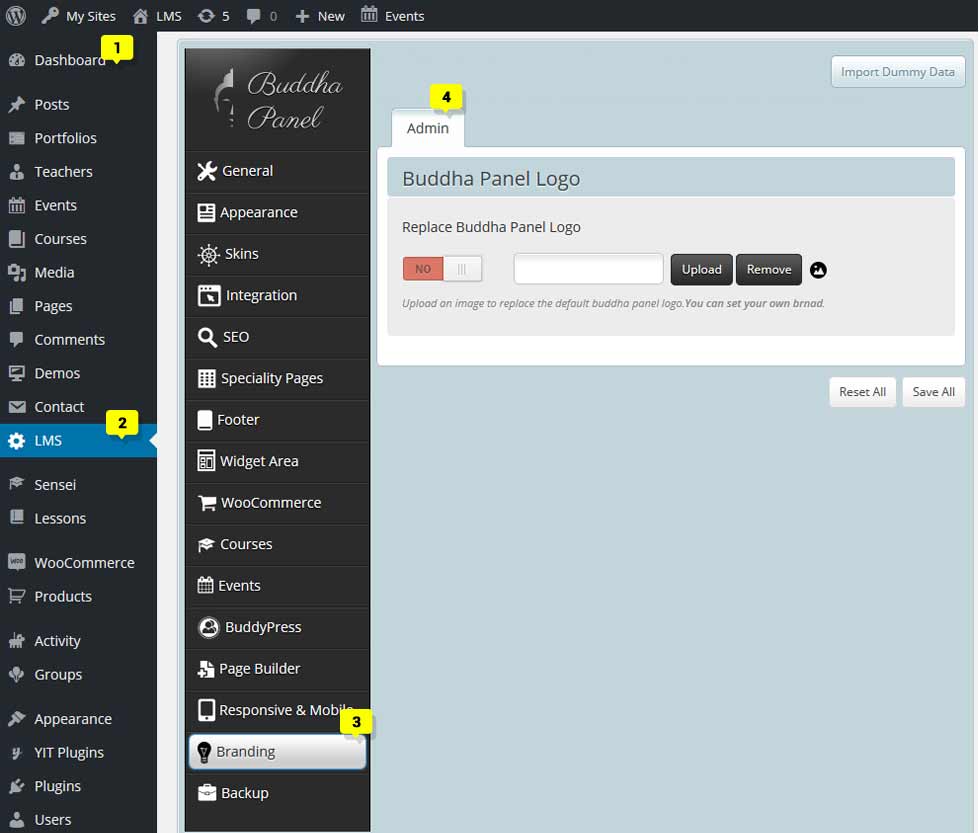 My Sites LMS 5 0 New Events
1
Dashboard
Posts
Portfolios
Teachers
Events
Courses
Media
Pages
Comments
Demos
Contact
2
LMS
Sensei
Lessons
WOO
WooCommerce
Products
Activity
Groups
Appearance
YIT Plugins
Plugins
Users
Buddha
Panel
General
Appearance
Skins
Integration
SEO
Speciality Pages
Footer
Widget Area
WooCommerce
Courses
Events
BuddyPress
Page Builder
Responsive & Mobile
3
Branding
Backup
Import Dummy Data
4
Admin
Buddha Panel Logo
Replace Buddha Panel Logo
NO Upload Remove
Upload an image to replace the default buddha panel logo.You can set your own brnad.
Reset All Save All